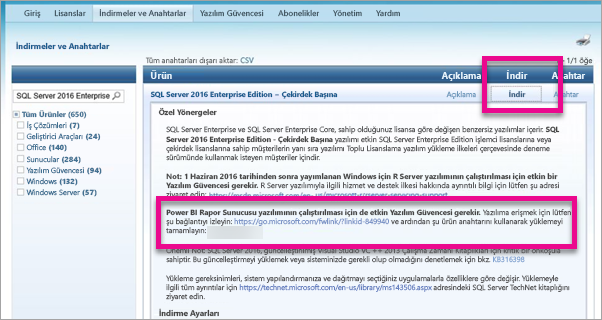 Giriş Lisanslar İndirmeler ve Anahtarlar Yazılım Güvencesi Abonelikler Yönetim Yardım
İndirmeler ve Anahtarlar
Tüm anahtarları dışarı aktar: CSV
1/1 öğe
Ürün Açıklama İndir Anahtar
SQL Server 2016 Enterprise
SQL Server 2016 Enterprise Edition – Çekirdek Başına Açıklama İndir Anahtar
Tüm Ürünler (650)
İş Çözümleri (7)
Geliştirici Araçları (24)
Office (140)
Sunucular (284)
Yazılım Güvencesi (94)
Windows (132)
Windows Server (57)
Özel Yönergeler
SQL Server Enterprise ve SQL Server Enterprise Core, sahip olduğunuz lisansa göre değişen benzersiz yazılımlar içerir. SQL
Server 2016 Enterprise Edition - Çekirdek Başına yazılımı etkin Enterprise Edition işlemci lisanslarına veya
çekirdek lisanslarına sahip müşterilerin yanı sıra yazılımı Toplu Lisanslama yazılım yükleme ilkeleri çerçevesinde deneme
sürümünde kullanmak isteyen müşteriler içindir.
Not: 1 Haziran 2016 tarihinden sonra yayımlanan Windows için R Server yazılımının çalıştırılması için etkin bir
Yazılım Güvencesi gerekir. R Server yazılımıyla ilgili hizmet ve destek ilkesi hakkında ayrıntılı bilgi için lütfen şu adresi
ziyaret edin:
Power BI Rapor Sunucusu yazılımının çalıştırılması için de etkin Yazılım Güvencesi gerekir. Yazılıma erişmek için lütfen
şu bağlantıyı izleyin: https://go.microsoft.com/fwlink/?linkid-849940 ve ardından şu ürün anahtarını kullanarak yüklemeyi
tamamlayın:
Önemli Not: SQL Server 2016, güncelleştirilmiş Visual Studio VC ++ 2013 Çalışma Zamanı Kitaplıkları için kritik bir önkoşula
sahiptir. Bu güncelleştirmeyi yüklemek veya sisteminizde gerekli olup olmadığını denetlemek için bkz. KB3 16398
Yükleme gereksinimleri, sistem yapılandırmanıza ve dağıtmayı seçtiğiniz uygulamalarla özelliklere göre değişir. Yüklemeyle
ilgili tüm ayrıntılar için https://technet.microsoft.com/en-us/library/ms143506.aspx adresindeki SQL Server TechNet kitaplığını
ziyaret edin.
İndirme Ayarları